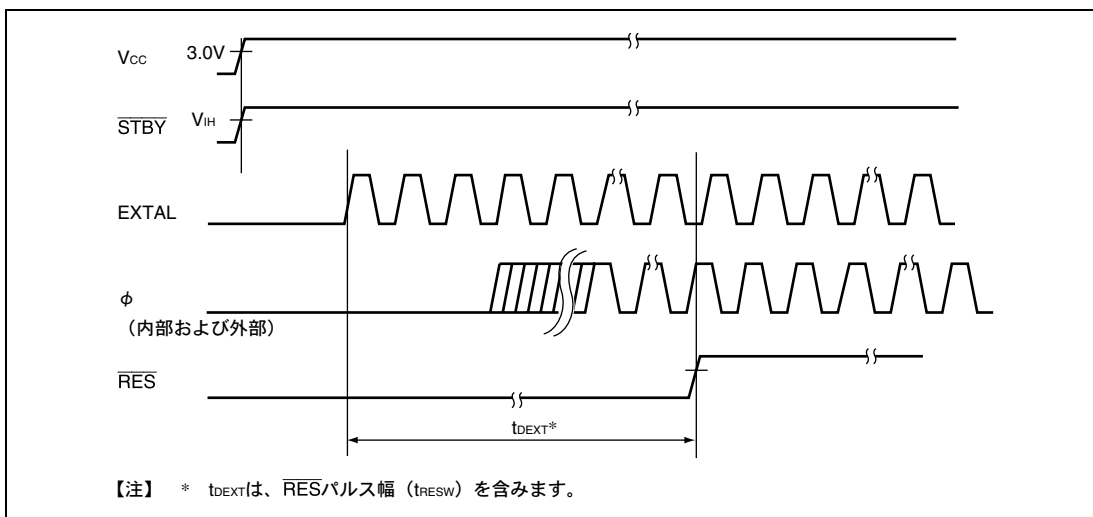 Vcc 3.0V
STBY VIH
EXTAL
φ
(内部および外部)
RES
tDEXT*
【注】 * tDEXTは、RESパルス幅（tRESW）を含みます。